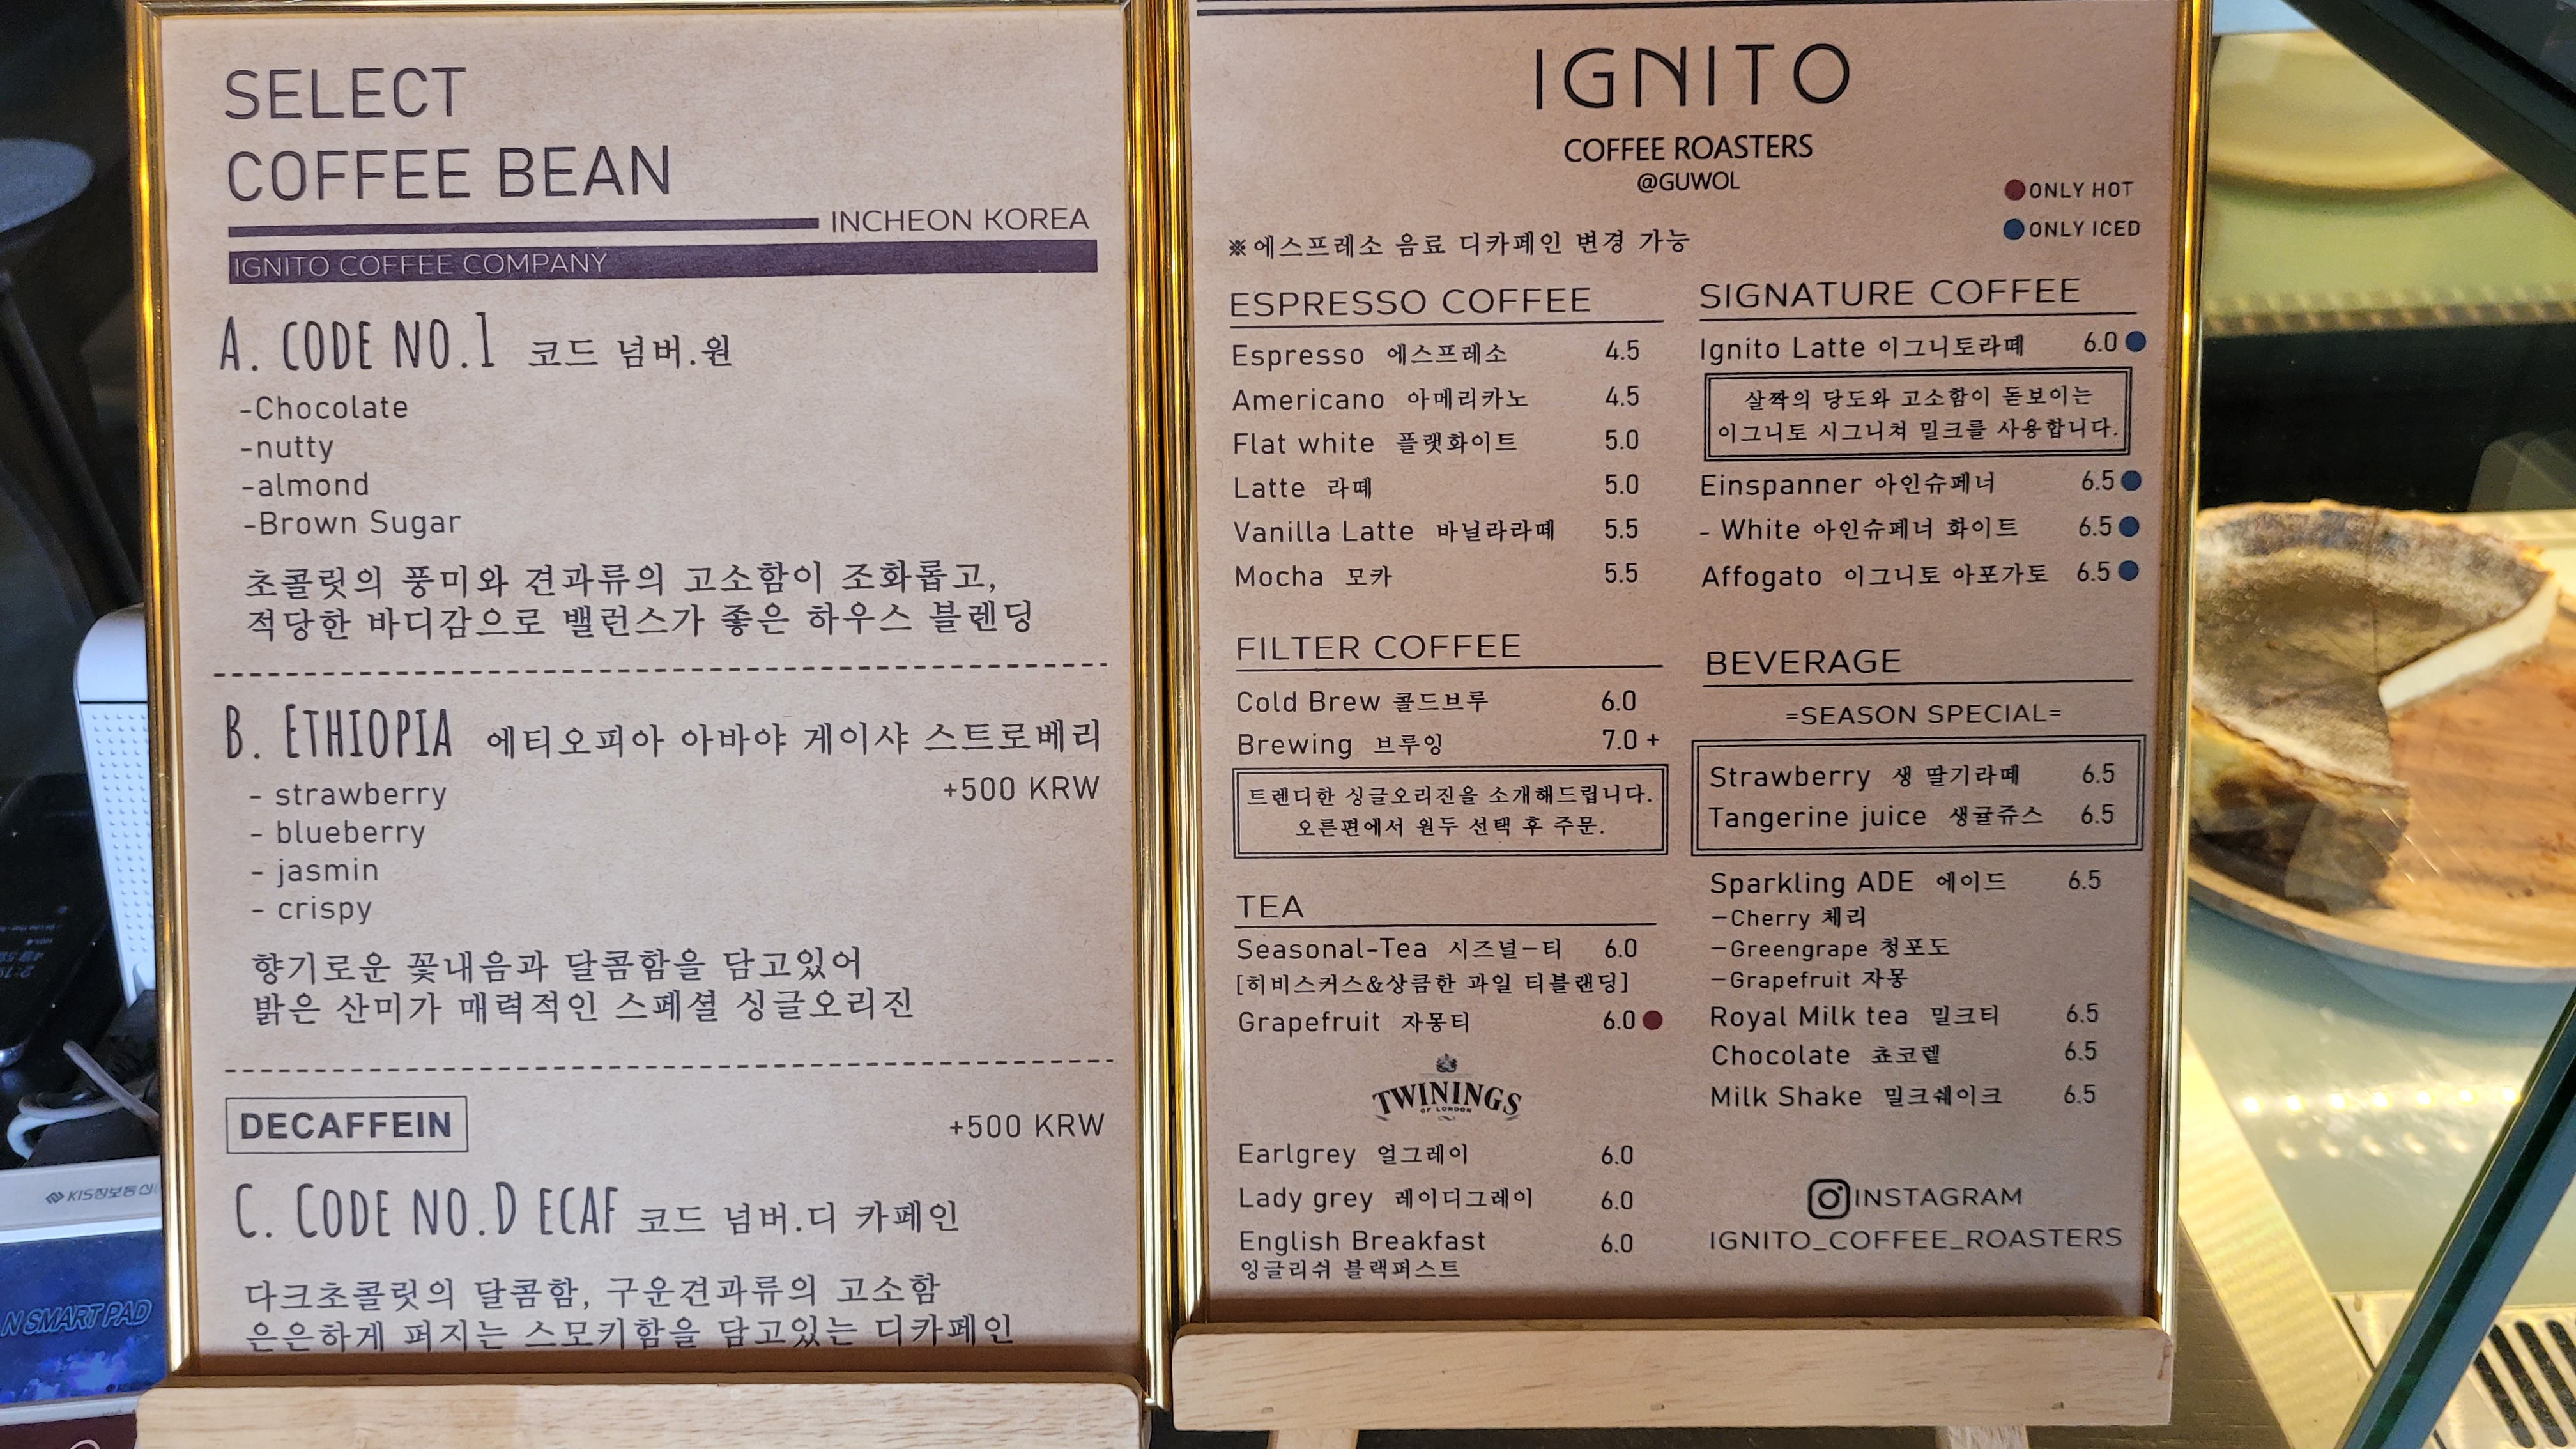 SELECT
COFFEE BEAN
INCHEON KOREA
IGNITO COFFEE COMPANY
A. CODE NO.1 코드 넘버.원
-Chocolate
-nutty
-almond
-Brown Sugar
초콜릿의 풍미와 견과류의 고소함이 조화롭고,
적당한 바디감으로 밸런스가 좋은 하우스 블렌딩
B. ETHIOPIA 에티오피아 아바야 게이샤 스트로베리
+500 KRW
- strawberry
- blueberry
- jasmin
- crispy
향기로운 꽃내음과 달콤함을 담고있어
밝은 산미가 매력적인 스페셜 싱글오리진
DECAFFEIN +500 KRW
C. CODE NO.D ECAF 코드 넘버.디 카페인
다크초콜릿의 달콤함, 구운견과류의 고소함
은은하게 퍼지는 스모키함을 담고있는 디카페인
IGNITO
COFFEE ROASTERS
@GUWOL
ONLY HOT
ONLY ICED
※에스프레소 음료 디카페인 변경 가능
ESPRESSO COFFEE
Espresso 에스프레소 4.5
Americano 아메리카노 4.5
Flat white 플랫화이트 5.0
Latte 라떼 5.0
Vanilla Latte 바닐라라떼 5.5
Mocha 모카 5.5
FILTER COFFEE
Cold Brew 콜드브루 6.0
Brewing 브루잉 7.0 +
트렌디한 싱글오리진을 소개해드립니다.
오른편에서 원두 선택 후 주문.
TEA
Seasonal-Tea 시즈널-티 6.0
[히비스커스&상큼한 과일 티블랜딩]
Grapefruit 자몽티 6.0
TWININGS
OF LONDON
Earlgrey 얼그레이 6.0
Lady grey 레이디그레이 6.0
English Breakfast 6.0
잉글리쉬 블랙퍼스트
SIGNATURE COFFEE
Ignito Latte 이그니토라떼 6.0
살짝의 당도와 고소함이 돋보이는
이그니토 시그니쳐 밀크를 사용합니다.
Einspanner 아인슈페너 6.5
- White 아인슈페너 화이트 6.5
Affogato 이그니토 아포가토 6.5
BEVERAGE
=SEASON SPECIAL=
Strawberry 생 딸기라떼 6.5
Tangerine juice 생귤쥬스 6.5
Sparkling ADE 에이드 6.5
-Cherry 체리
-Greengrape 청포도
-Grapefruit 자몽
Royal Milk tea 밀크티 6.5
Chocolate 쵸코렡 6.5
Milk Shake 밀크쉐이크 6.5
INSTAGRAM
IGNITO_COFFEE_ROASTERS
N SMART PAD